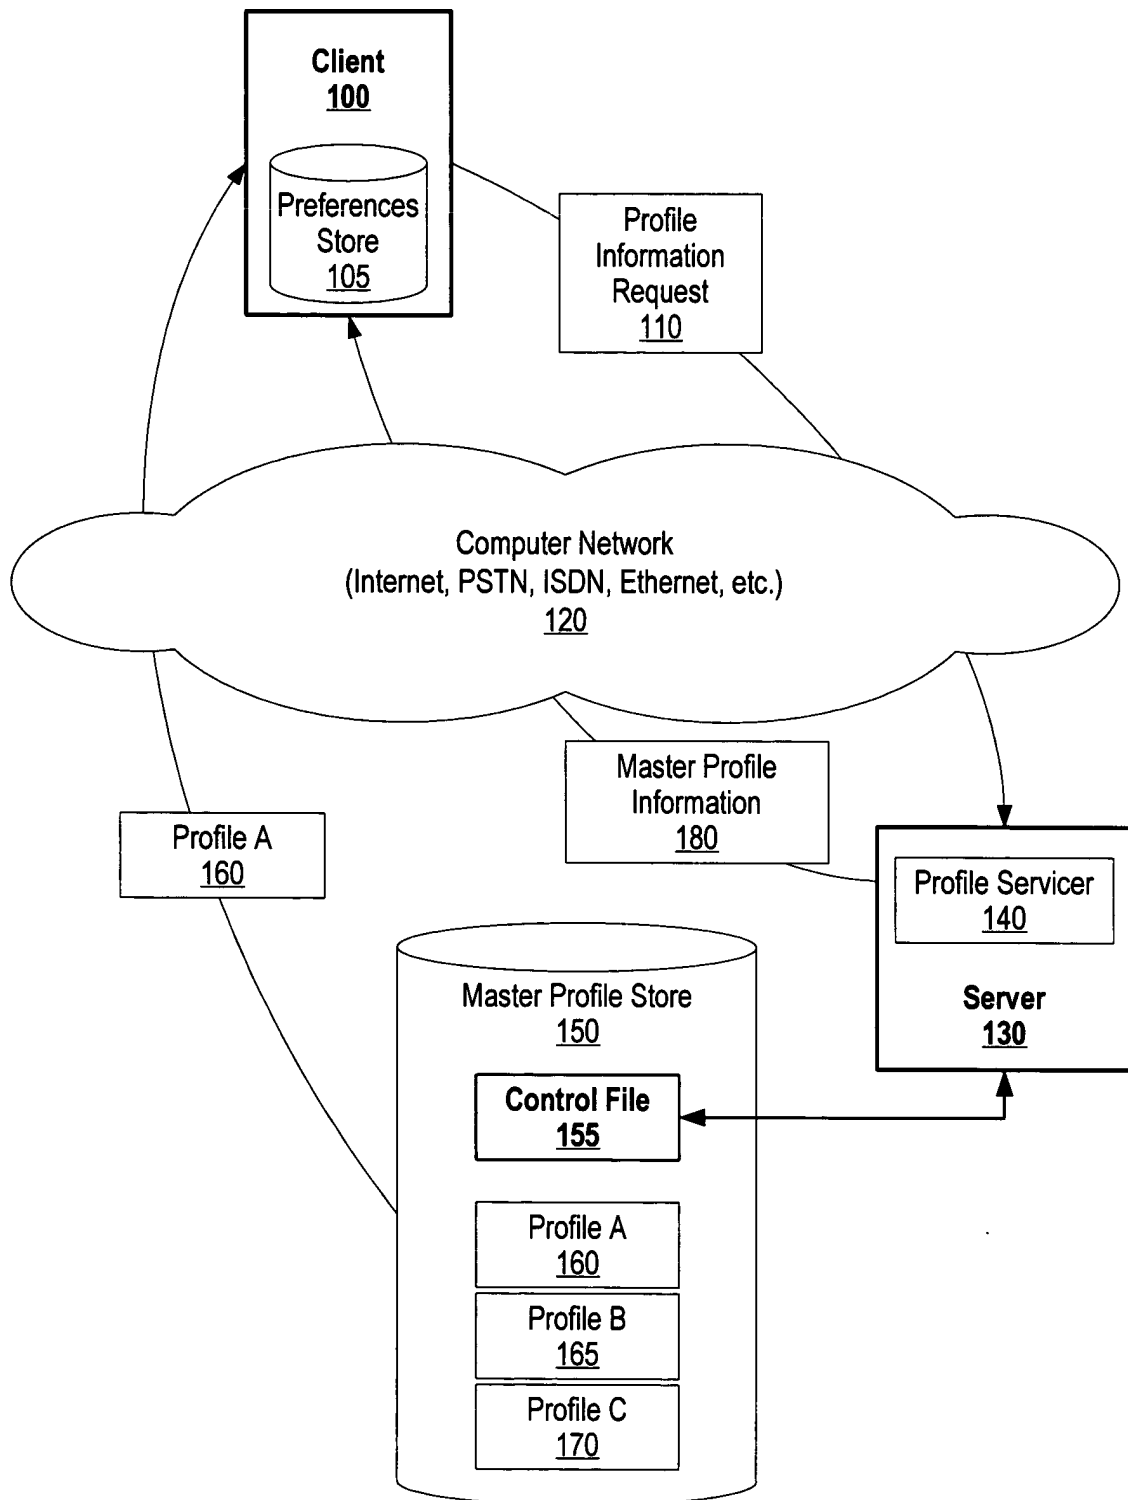 Client
100
Preferences
Store
105
Profile
Information
Request
110
Computer Network
(Internet, PSTN, ISDN, Ethernet, etc.)
120
Master Profile
Information
180
Profile A
160
Profile Servicer
140
Server
130
Master Profile Store
150
Control File
155
Profile A
160
Profile B
165
Profile C
170